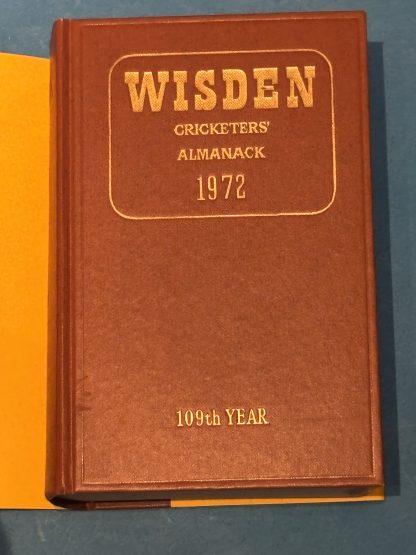 WISDEN
CRICKETERS'
ALMANACK
1972
109th YEAR